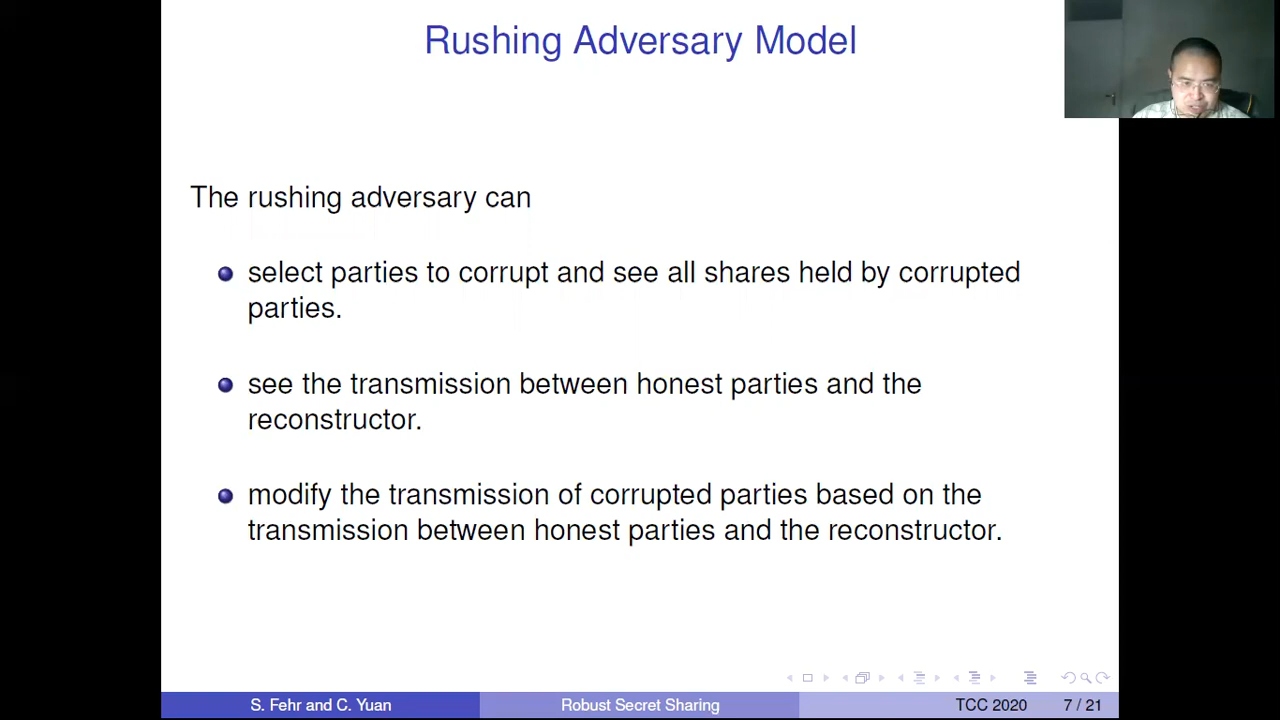 Rushing Adversary Model
The rushing adversary can
select parties to corrupt and see all shares held by corrupted
parties.
see the transmission between honest parties and the
reconstructor.
modify the transmission of corrupted parties based on the
transmission between honest parties and the reconstructor.
S. Fehr and C. Yuan
Robust Secret Sharing
TCC 2020
7 / 21